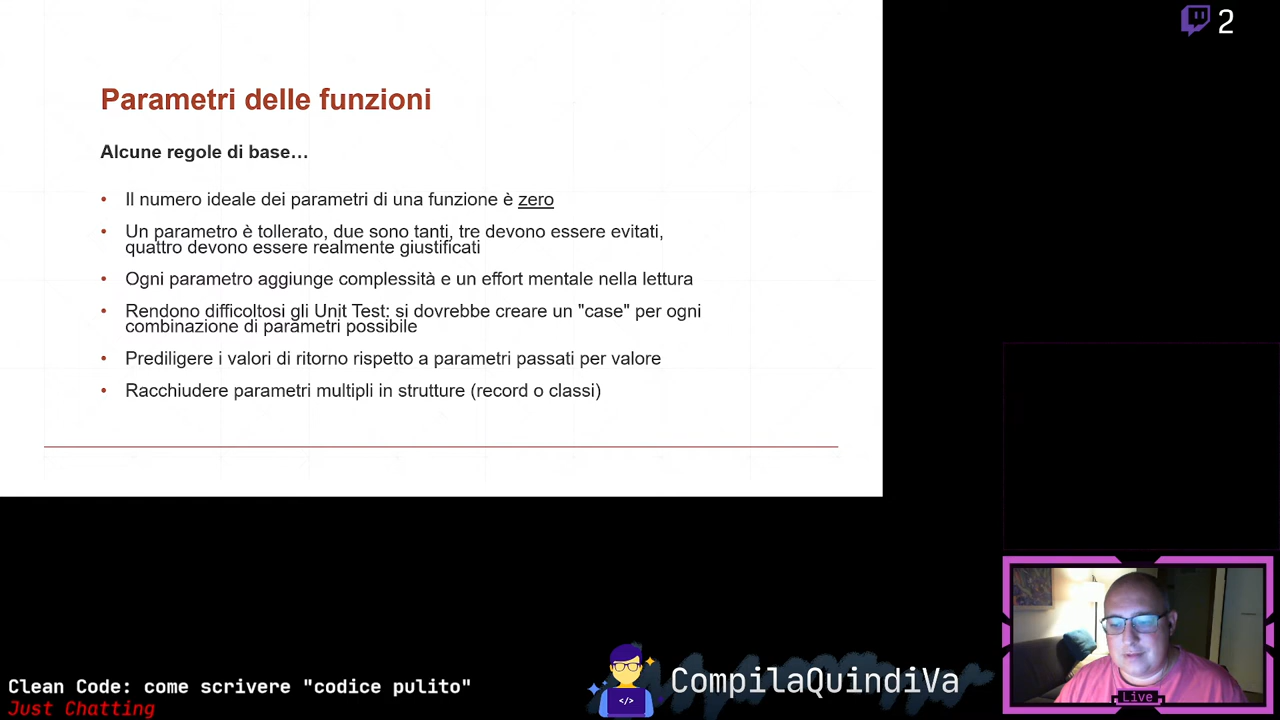 2
Parametri delle funzioni
Alcune regole di base…
• Il numero ideale dei parametri di una funzione è zero
• Un parametro è tollerato, due sono tanti, tre devono essere evitati,
quattro devono essere realmente giustificati
• Ogni parametro aggiunge complessità e un effort mentale nella lettura
• Rendono difficoltosi gli Unit Test: si dovrebbe creare un "case" per ogni
combinazione di parametri possibile
• Prediligere i valori di ritorno rispetto a parametri passati per valore
• Racchiudere parametri multipli in strutture (record o classi)
Clean Code: come scrivere "codice pulito"
Just Chatting
</>
CompilaQuindiVa
Live